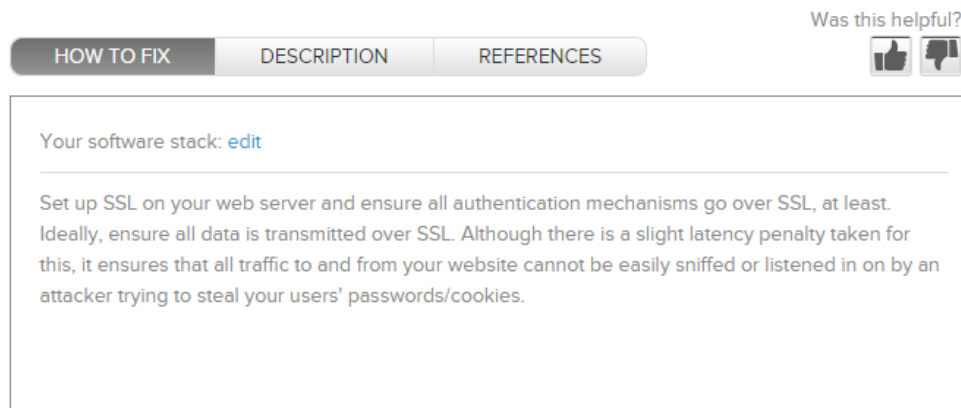 Was this helpful?
HOW TO FIX DESCRIPTION REFERENCES
Your software stack: edit
Set up SSL on your web server and ensure all authentication mechanisms go over SSL, at least.
Ideally, ensure all data is transmitted over SSL. Although there is a slight latency penalty taken for
this, it ensures that all traffic to and from your website cannot be easily sniffed or listened in on by an
attacker trying to steal your users' passwords/cookies.